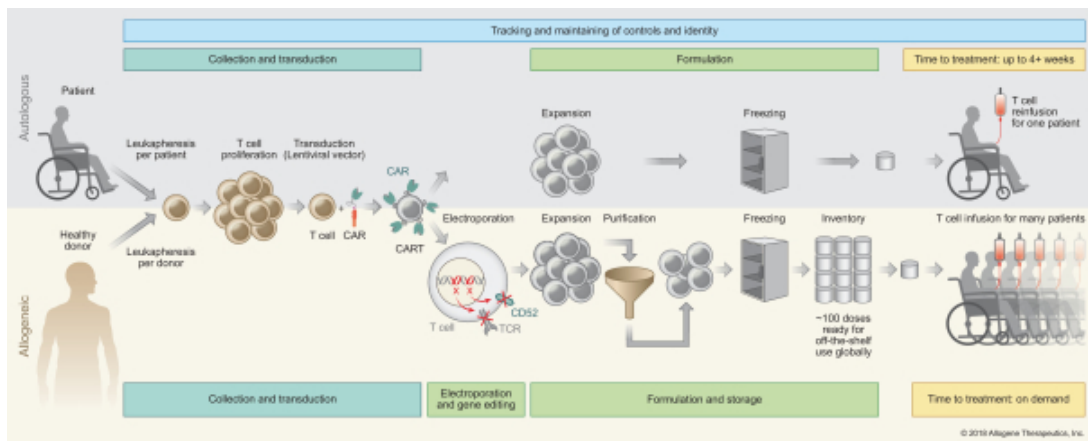 Tracking and maintaining of controls and identity
Collection and transduction
Formulation
Time to treatment: up to 4+ weeks
Autologous
Patient
Leukapheresis
per patient
T cell
proliferation
Transduction
(Lentiviral vector)
CAR
Expansion
Freezing
T cell
reinfusion
for one patient
T cell
CAR
CART
Allogeneic
Healthy
donor
Leukapheresis
per donor
Electroporation
T cell
CD52
TCR
Expansion
Purification
Freezing
Inventory
~100 doses
ready for
off-the-shelf
use globally
T cell infusion for many patients
Collection and transduction
Electroporation
and gene editing
Formulation and storage
Time to treatment: on demand
© 2018 Allogene Therapeutics, Inc.